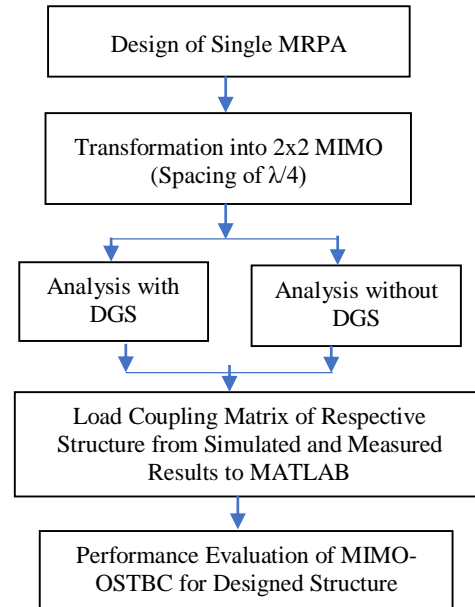 Design of Single MRPA
Transformation into 2x2 MIMO
(Spacing of λ/4)
Analysis with
DGS
Analysis without
DGS
Load Coupling Matrix of Respective
Structure from Simulated and Measured
Results to MATLAB
Performance Evaluation of MIMO-
OSTBC for Designed Structure